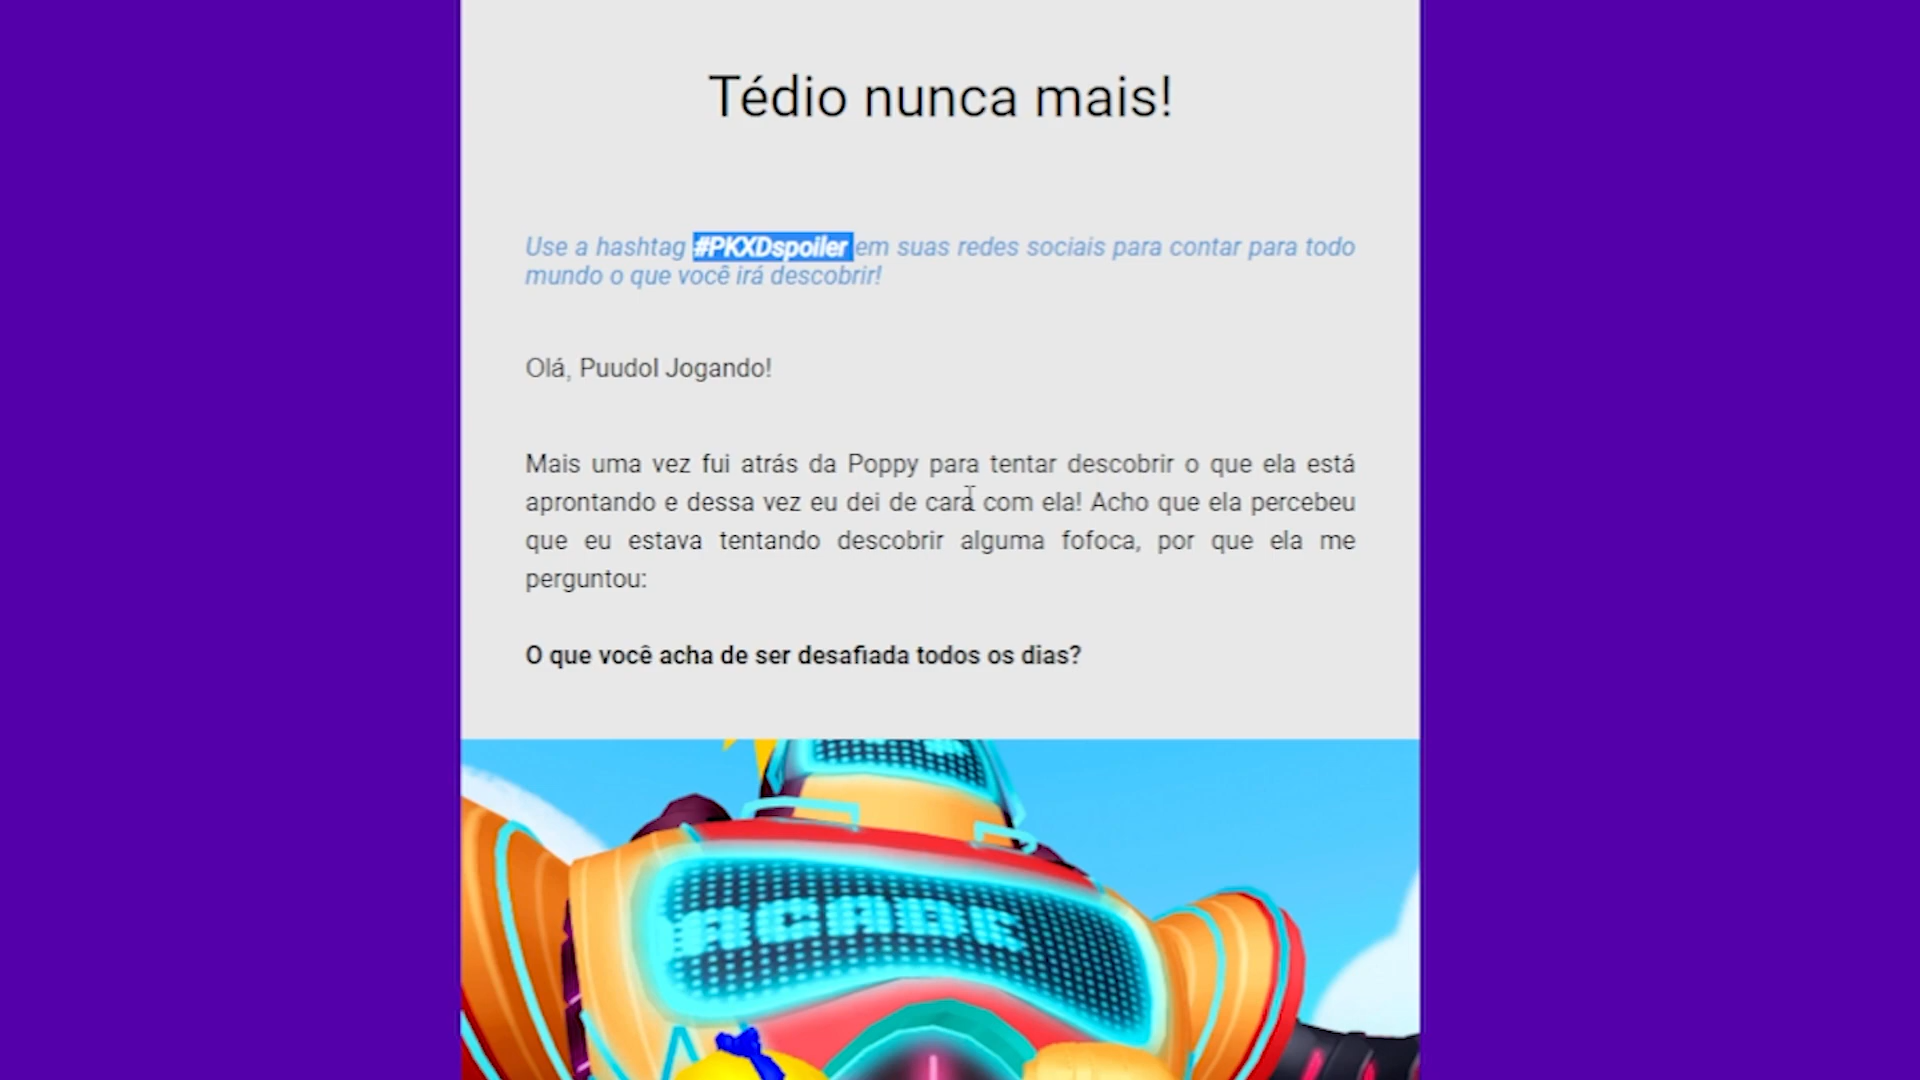 Tédio nunca mais!
Use a hashtag #PKXDspoiler em suas redes sociais para contar para todo
mundo o que você irá descobrir!
Olá, Puudol Jogando!
Mais uma vez fui atrás da Poppy para tentar descobrir o que ela está
aprontando e dessa vez eu dei de cara com ela! Acho que ela percebeu
que eu estava tentando descobrir alguma fofoca, por que ela me
perguntou:
O que você acha de ser desafiada todos os dias?